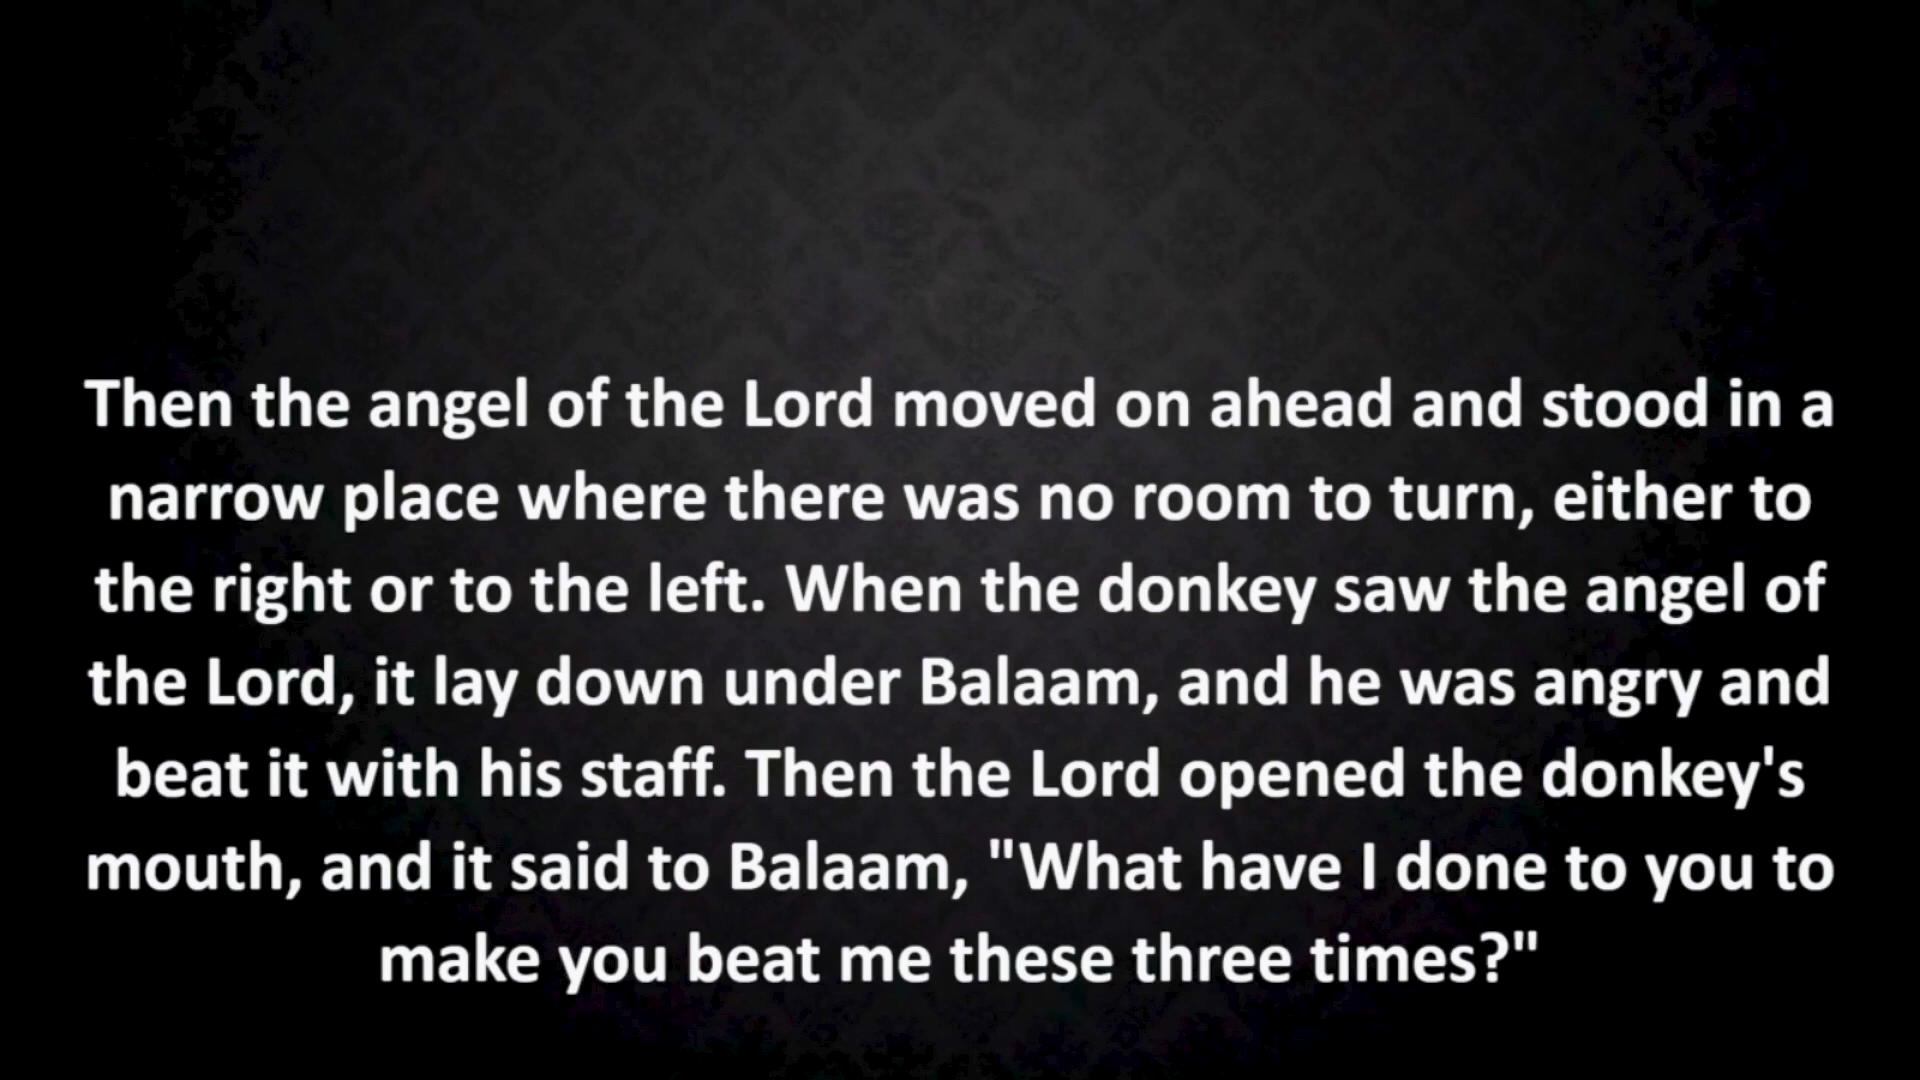 Then the angel of the Lord moved on ahead and stood in a
narrow place where there was no room to turn, either to
the right or to the left. When the donkey saw the angel of
the Lord, it lay down under Balaam, and he was angry and
beat it with his staff. Then the Lord opened the donkey's
mouth, and it said to Balaam, "What have I done to you to
make you beat me these three times?"